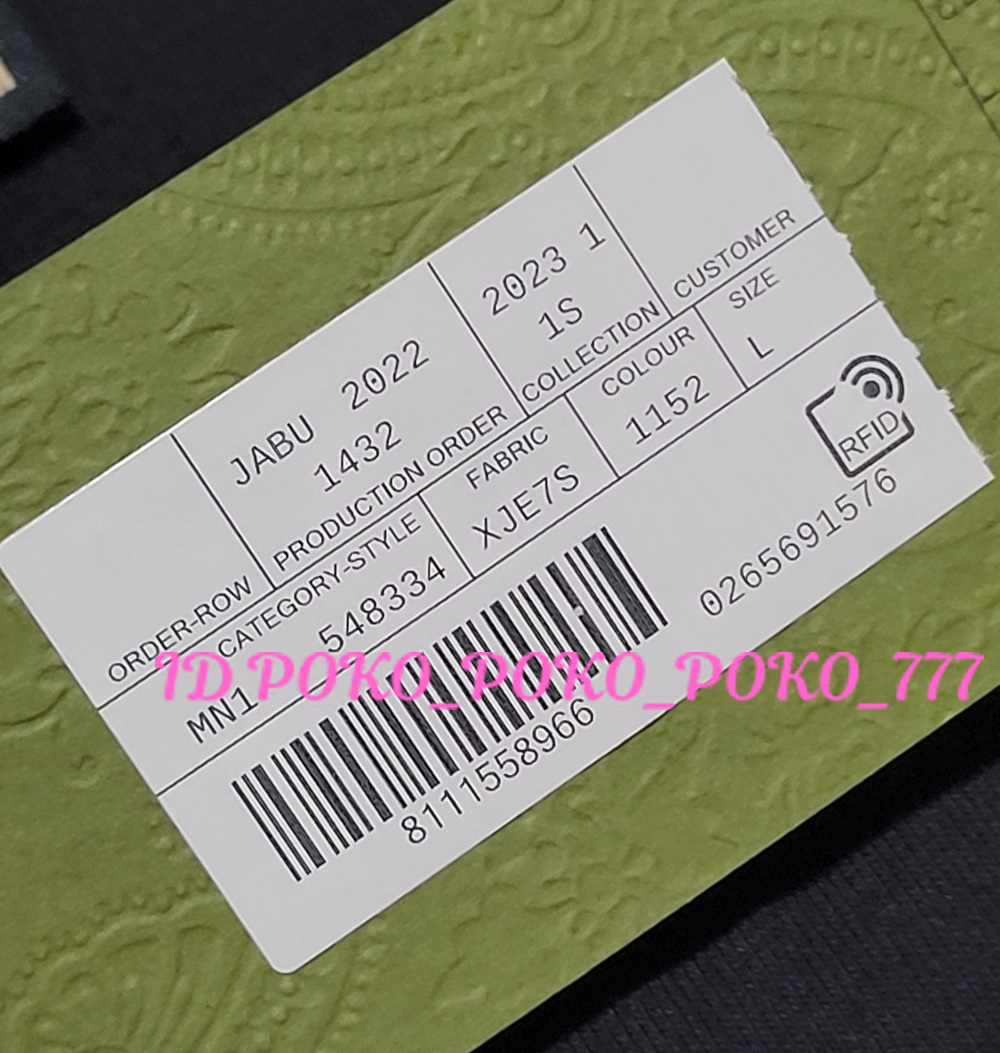 JABU 2022
1432
2023 1
1S
ORDER-ROW
PRODUCTION ORDER
COLLECTION
CUSTOMER
CATEGORY-STYLE
FABRIC
COLOUR
SIZE
MN1 548334
XJE7S
1152
L
RFID
8111558966
0265691576
ID POKO_POKO_POKO_777